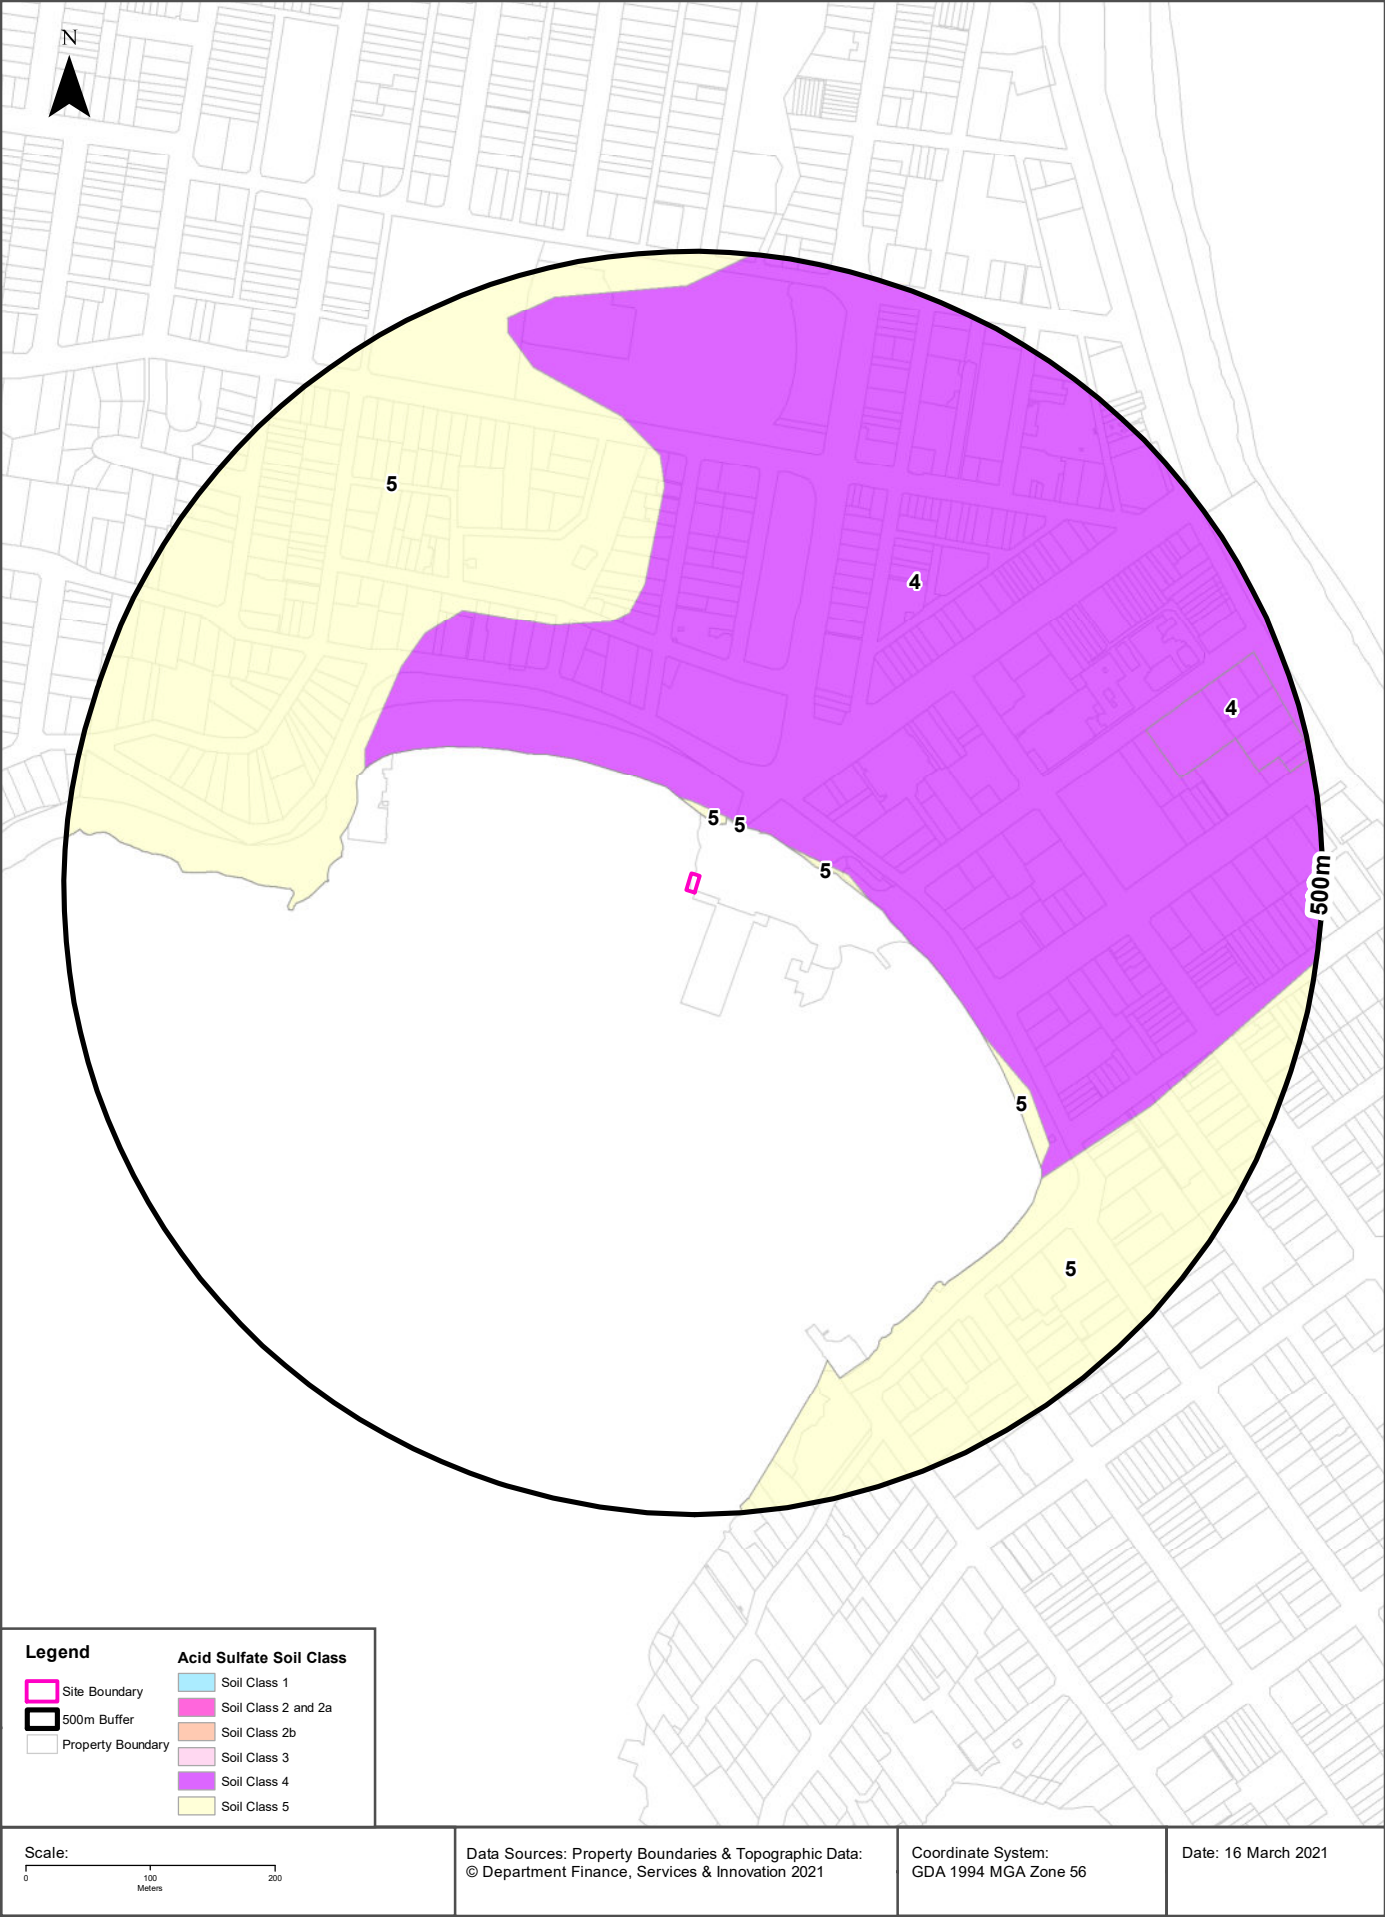 N
5
4
4
5
5
5
500m
5
5
Legend
Site Boundary
500m Buffer
Property Boundary
Acid Sulfate Soil Class
Soil Class 1
Soil Class 2 and 2a
Soil Class 2b
Soil Class 3
Soil Class 4
Soil Class 5
Scale:
0 100 200
Meters
Data Sources: Property Boundaries & Topographic Data:
© Department Finance, Services & Innovation 2021
Coordinate System:
GDA 1994 MGA Zone 56
Date: 16 March 2021